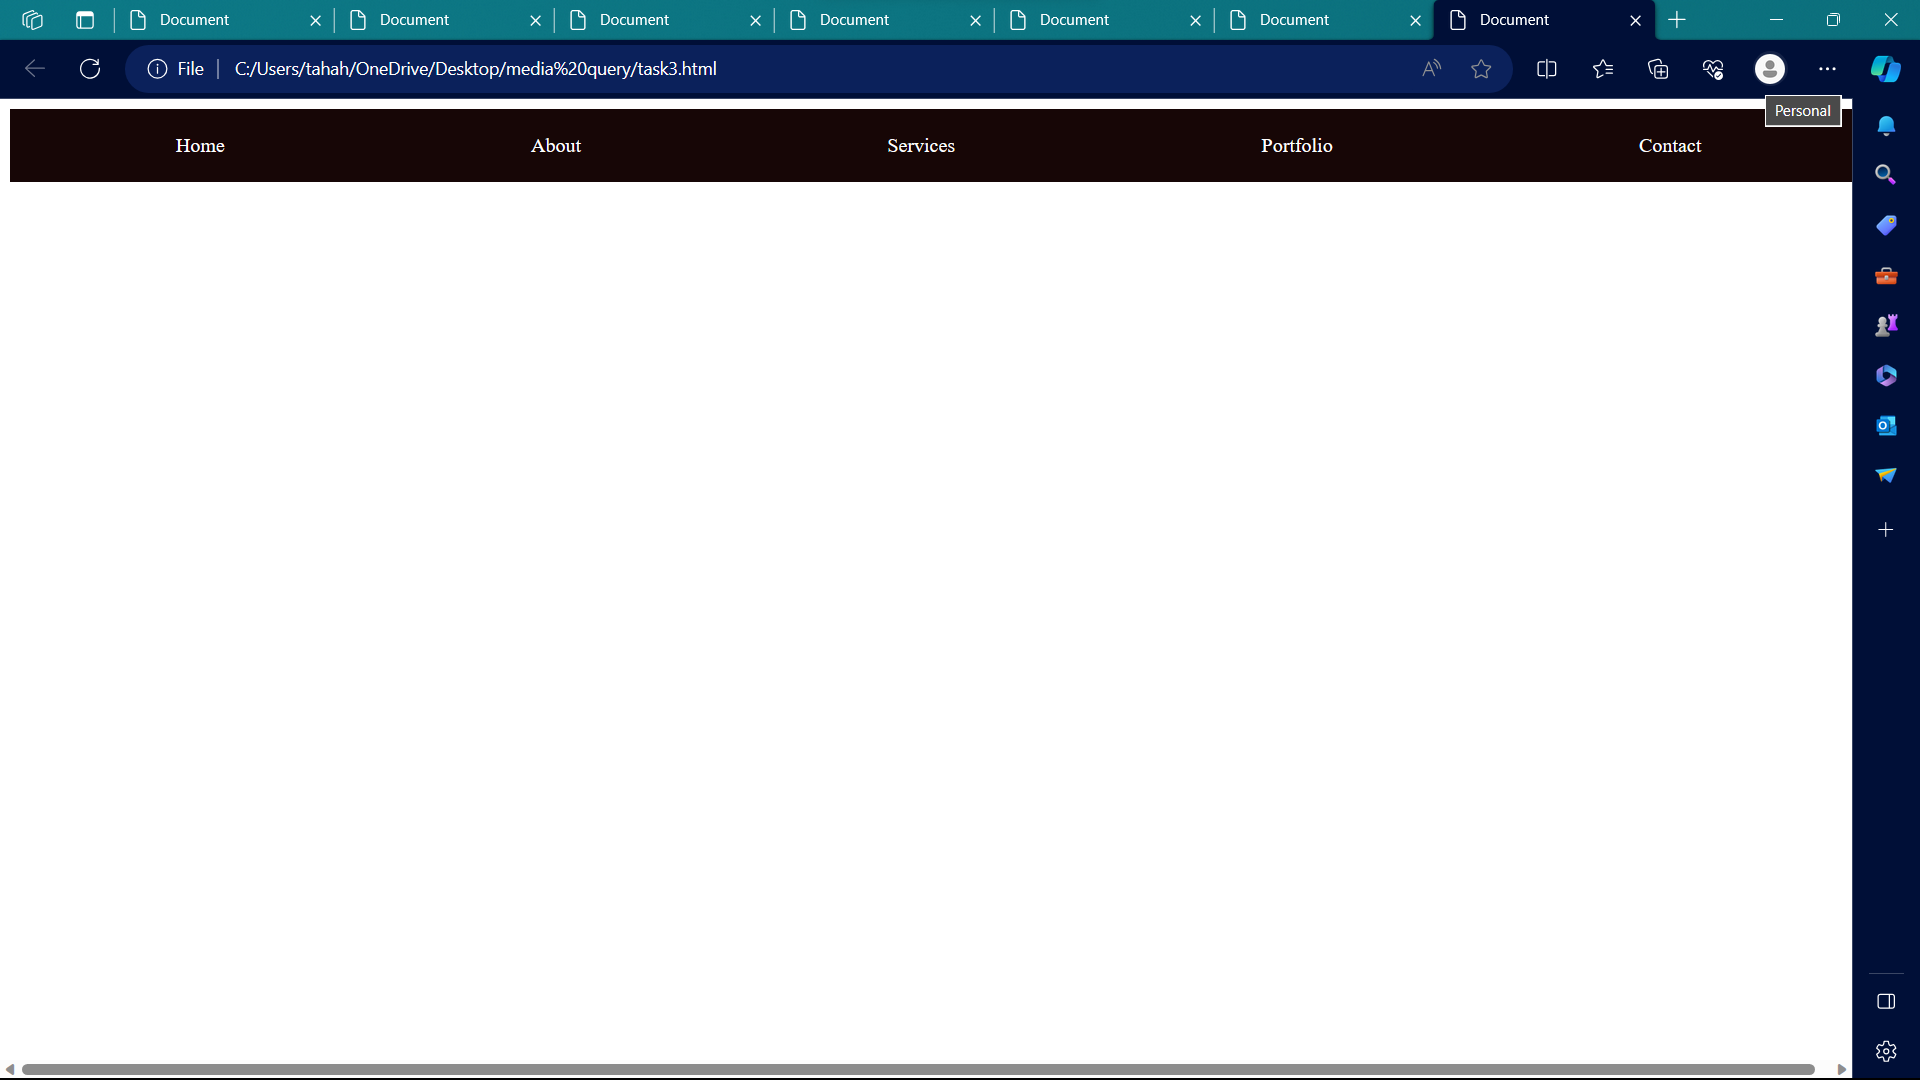 Document Document Document Document Document Document Document
File C:/Users/tahah/OneDrive/Desktop/media%20query/task3.html
Personal
Home About Services Portfolio Contact